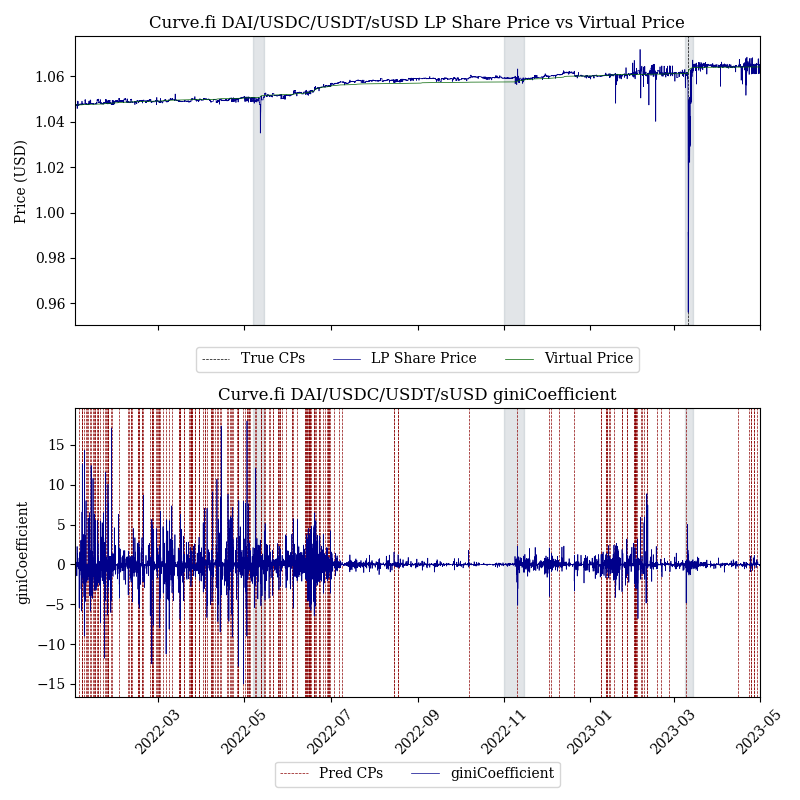 Curve.fi DAI/USDC/USDT/sUSD LP Share Price vs Virtual Price
Price (USD)
1.06
1.04
1.02
1.00
0.98
0.96
True CPs
LP Share Price
Virtual Price
Curve.fi DAI/USDC/USDT/sUSD giniCoefficient
giniCoefficient
15
10
5
0
−5
−10
−15
2022-03
2022-05
2022-07
2022-09
2022-11
2023-01
2023-03
2023-05
Pred CPs
giniCoefficient